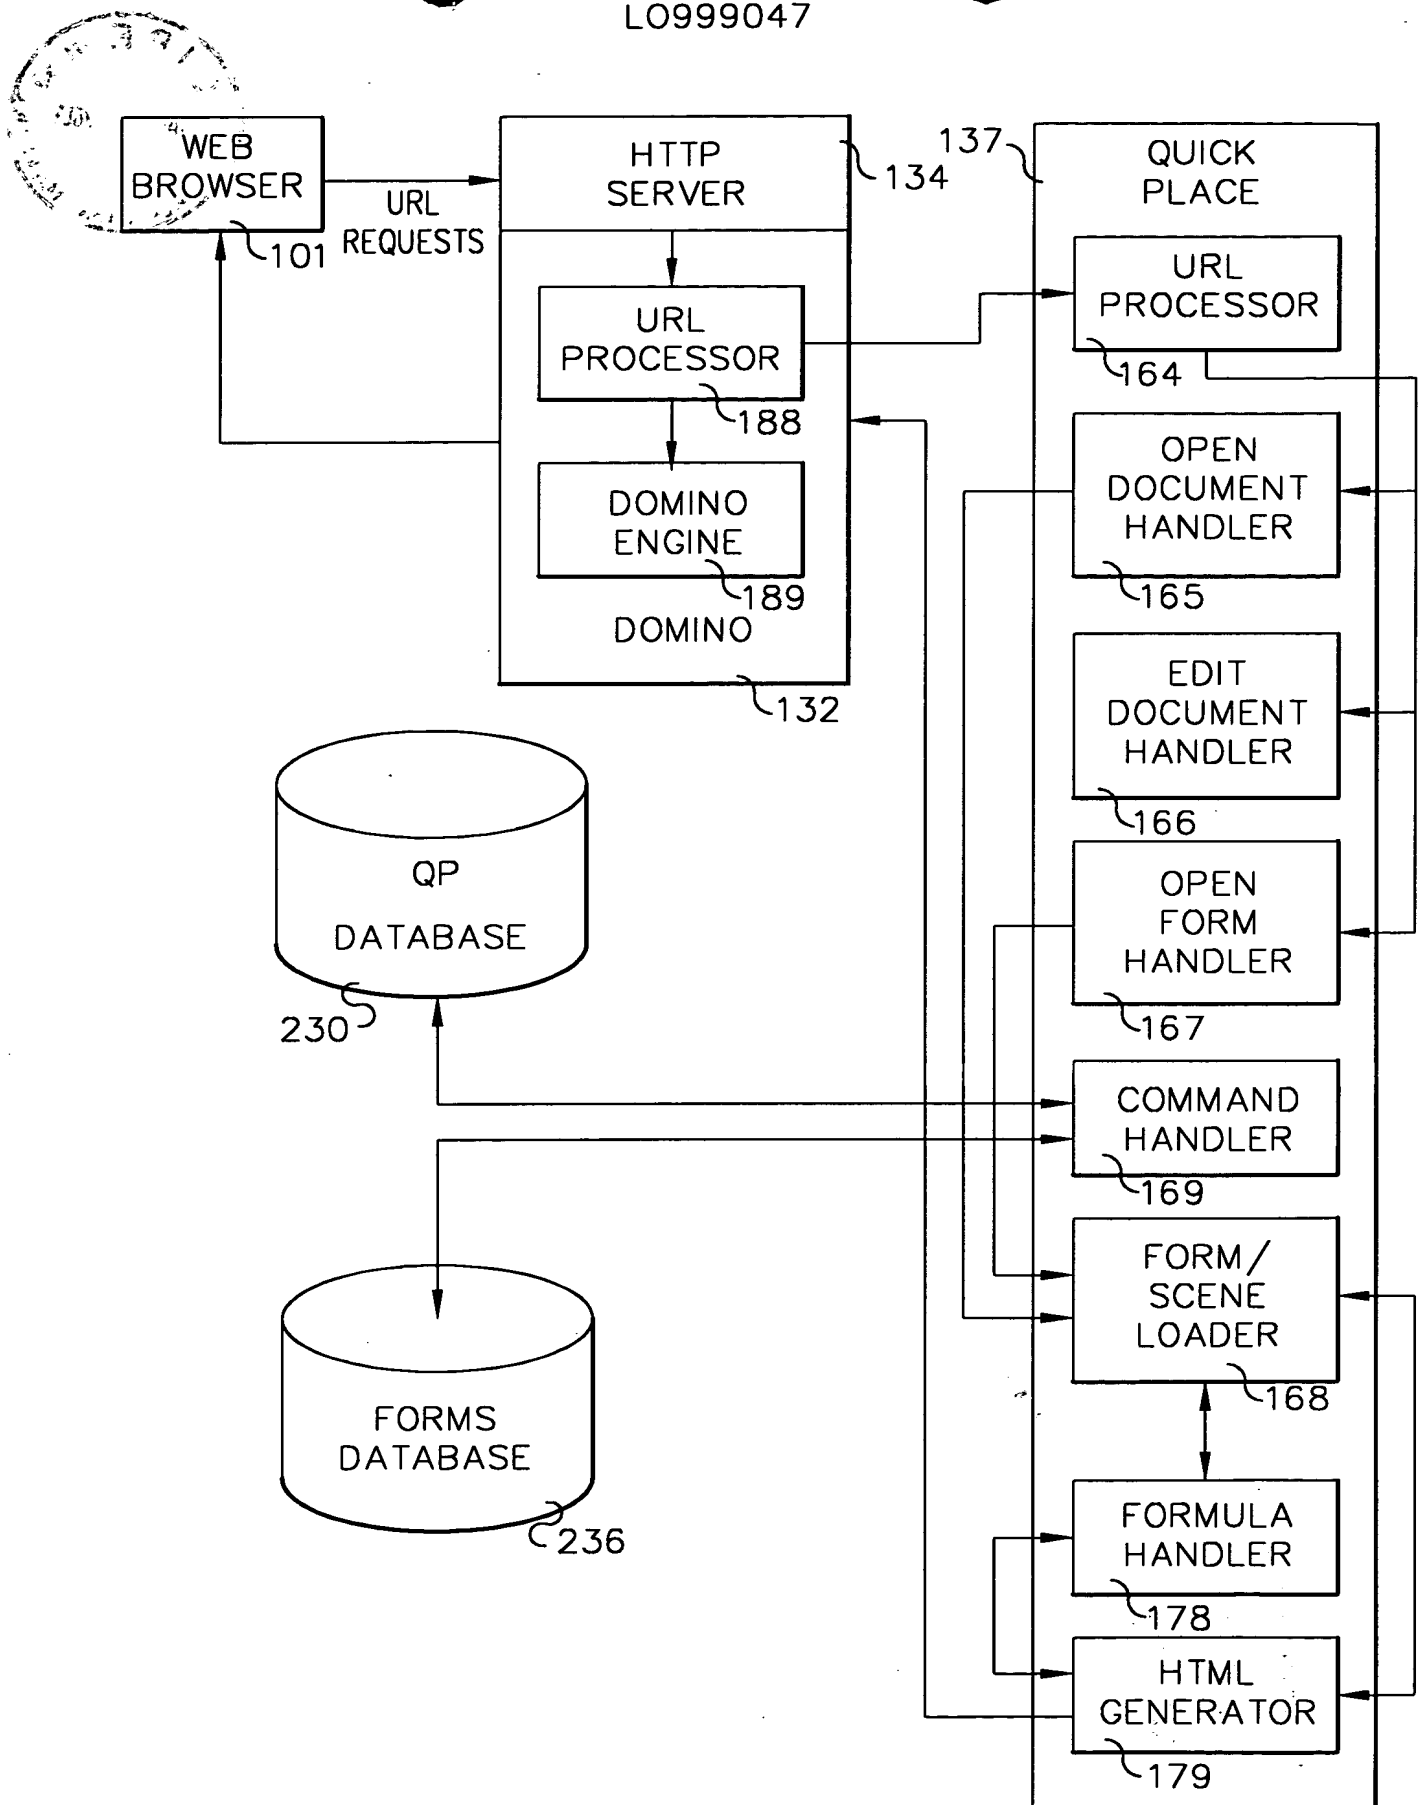 LO999047
WEB
BROWSER
101
URL
REQUESTS
HTTP
SERVER
134
URL
PROCESSOR
188
DOMINO
ENGINE
189
DOMINO
132
137
QUICK
PLACE
URL
PROCESSOR
164
OPEN
DOCUMENT
HANDLER
165
EDIT
DOCUMENT
HANDLER
166
OPEN
FORM
HANDLER
167
COMMAND
HANDLER
169
FORM/
SCENE
LOADER
168
FORMULA
HANDLER
178
HTML
GENERATOR
179
QP
DATABASE
230
FORMS
DATABASE
236